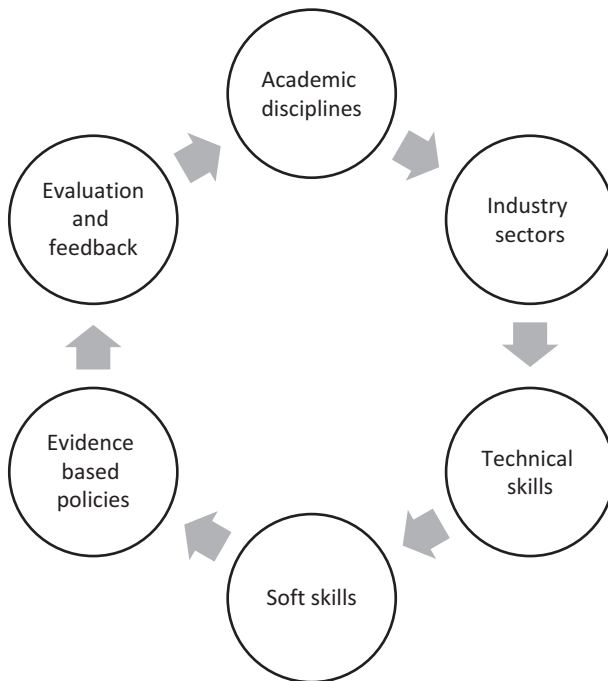 Academic
disciplines
Industry
sectors
Technical
skills
Soft skills
Evidence
based
policies
Evaluation
and
feedback